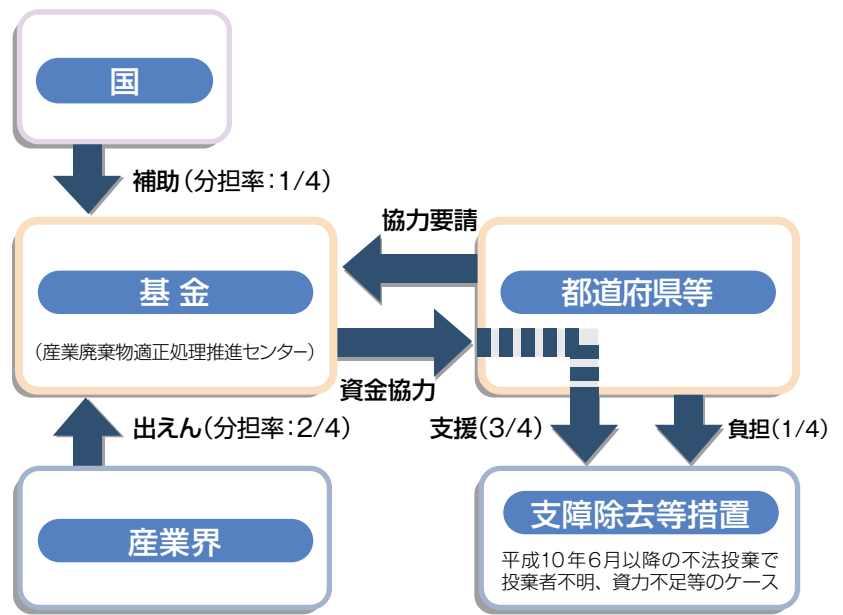 国
補助(分担率:1/4)
協力要請
基金
(産業廃棄物適正処理推進センター)
都道府県等
資金協力
出えん(分担率:2/4)
支援(3/4)
負担(1/4)
産業界
支障除去等措置
平成10年6月以降の不法投棄で
投棄者不明、資力不足等のケース